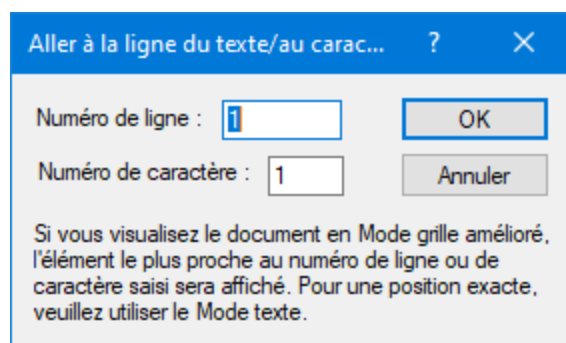 Aller à la ligne du texte/au carac... ? ×
Numéro de ligne : 1 OK
Numéro de caractère : 1 Annuler
Si vous visualisez le document en Mode grille amélioré,
l'élément le plus proche au numéro de ligne ou de
caractère saisi sera affiché. Pour une position exacte,
veuillez utiliser le Mode texte.